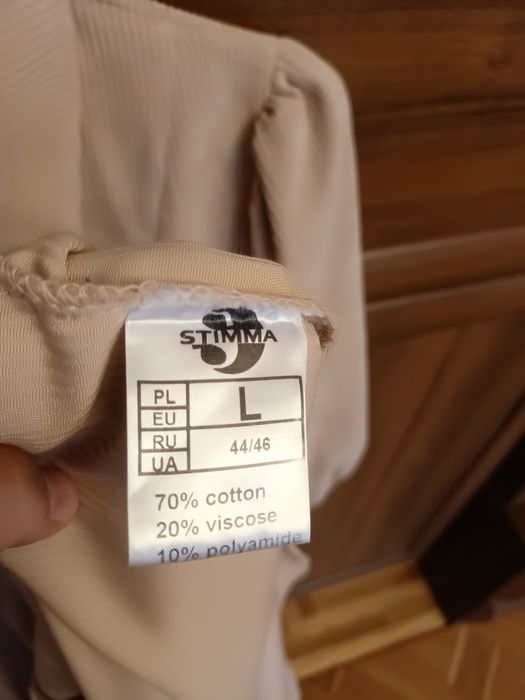 STIMMA
PL
EU
L
RU
UA
44/46
70% cotton
20% viscose
10% polyamide